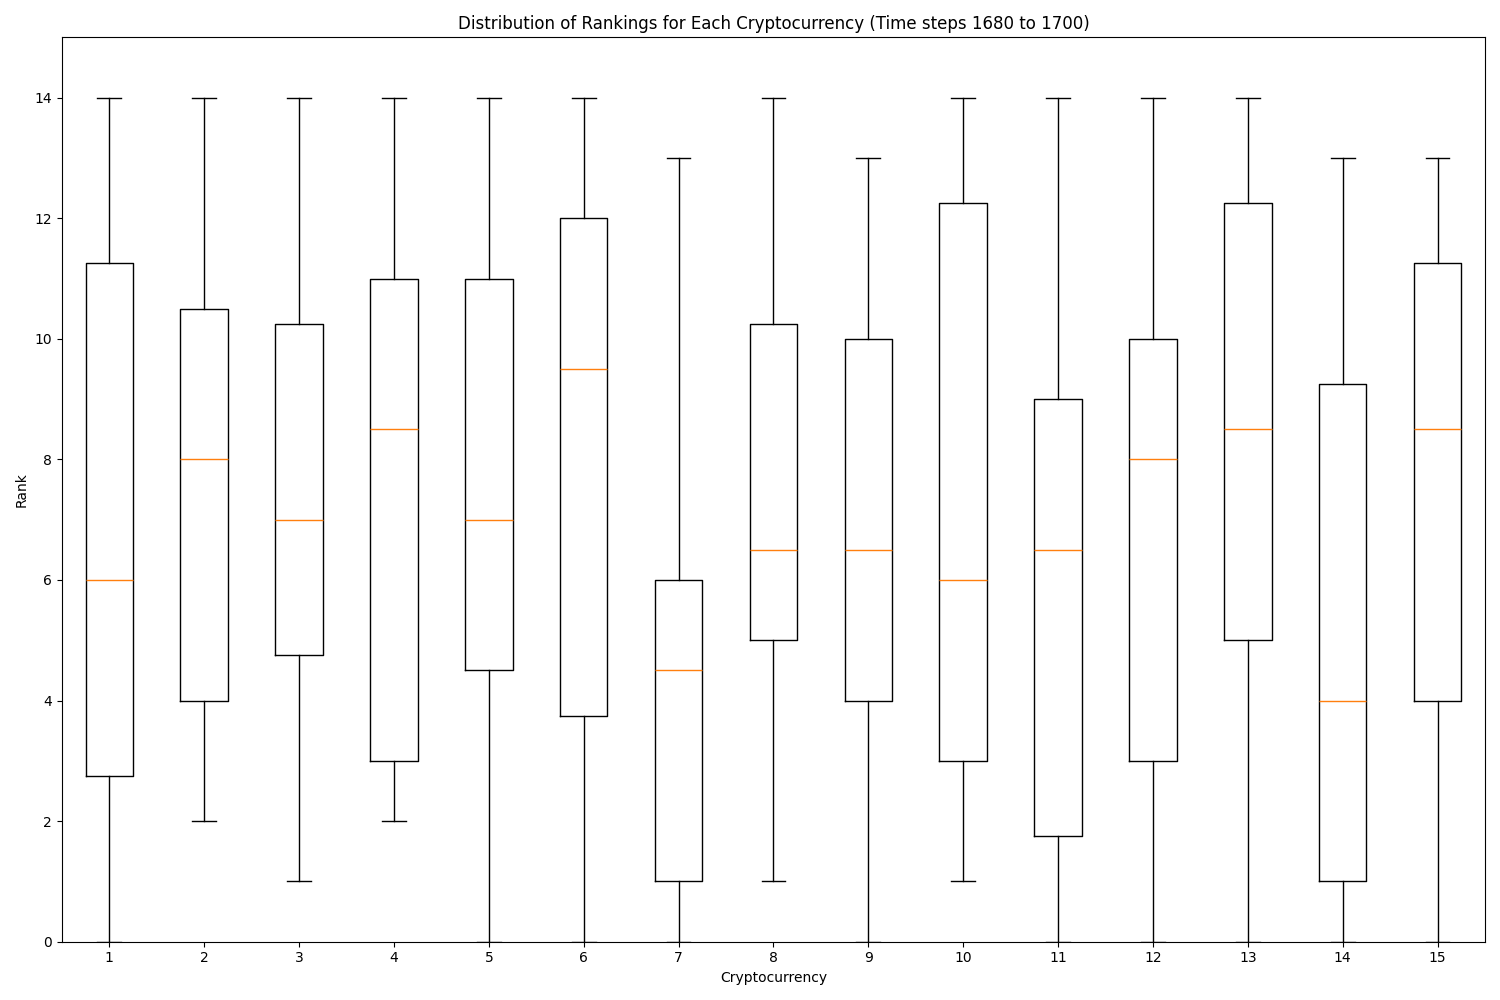 Distribution of Rankings for Each Cryptocurrency (Time steps 1680 to 1700)
14
12
10
8
6
4
2
0
Rank
1 2 3 4 5 6 7 8 9 10 11 12 13 14 15
Cryptocurrency